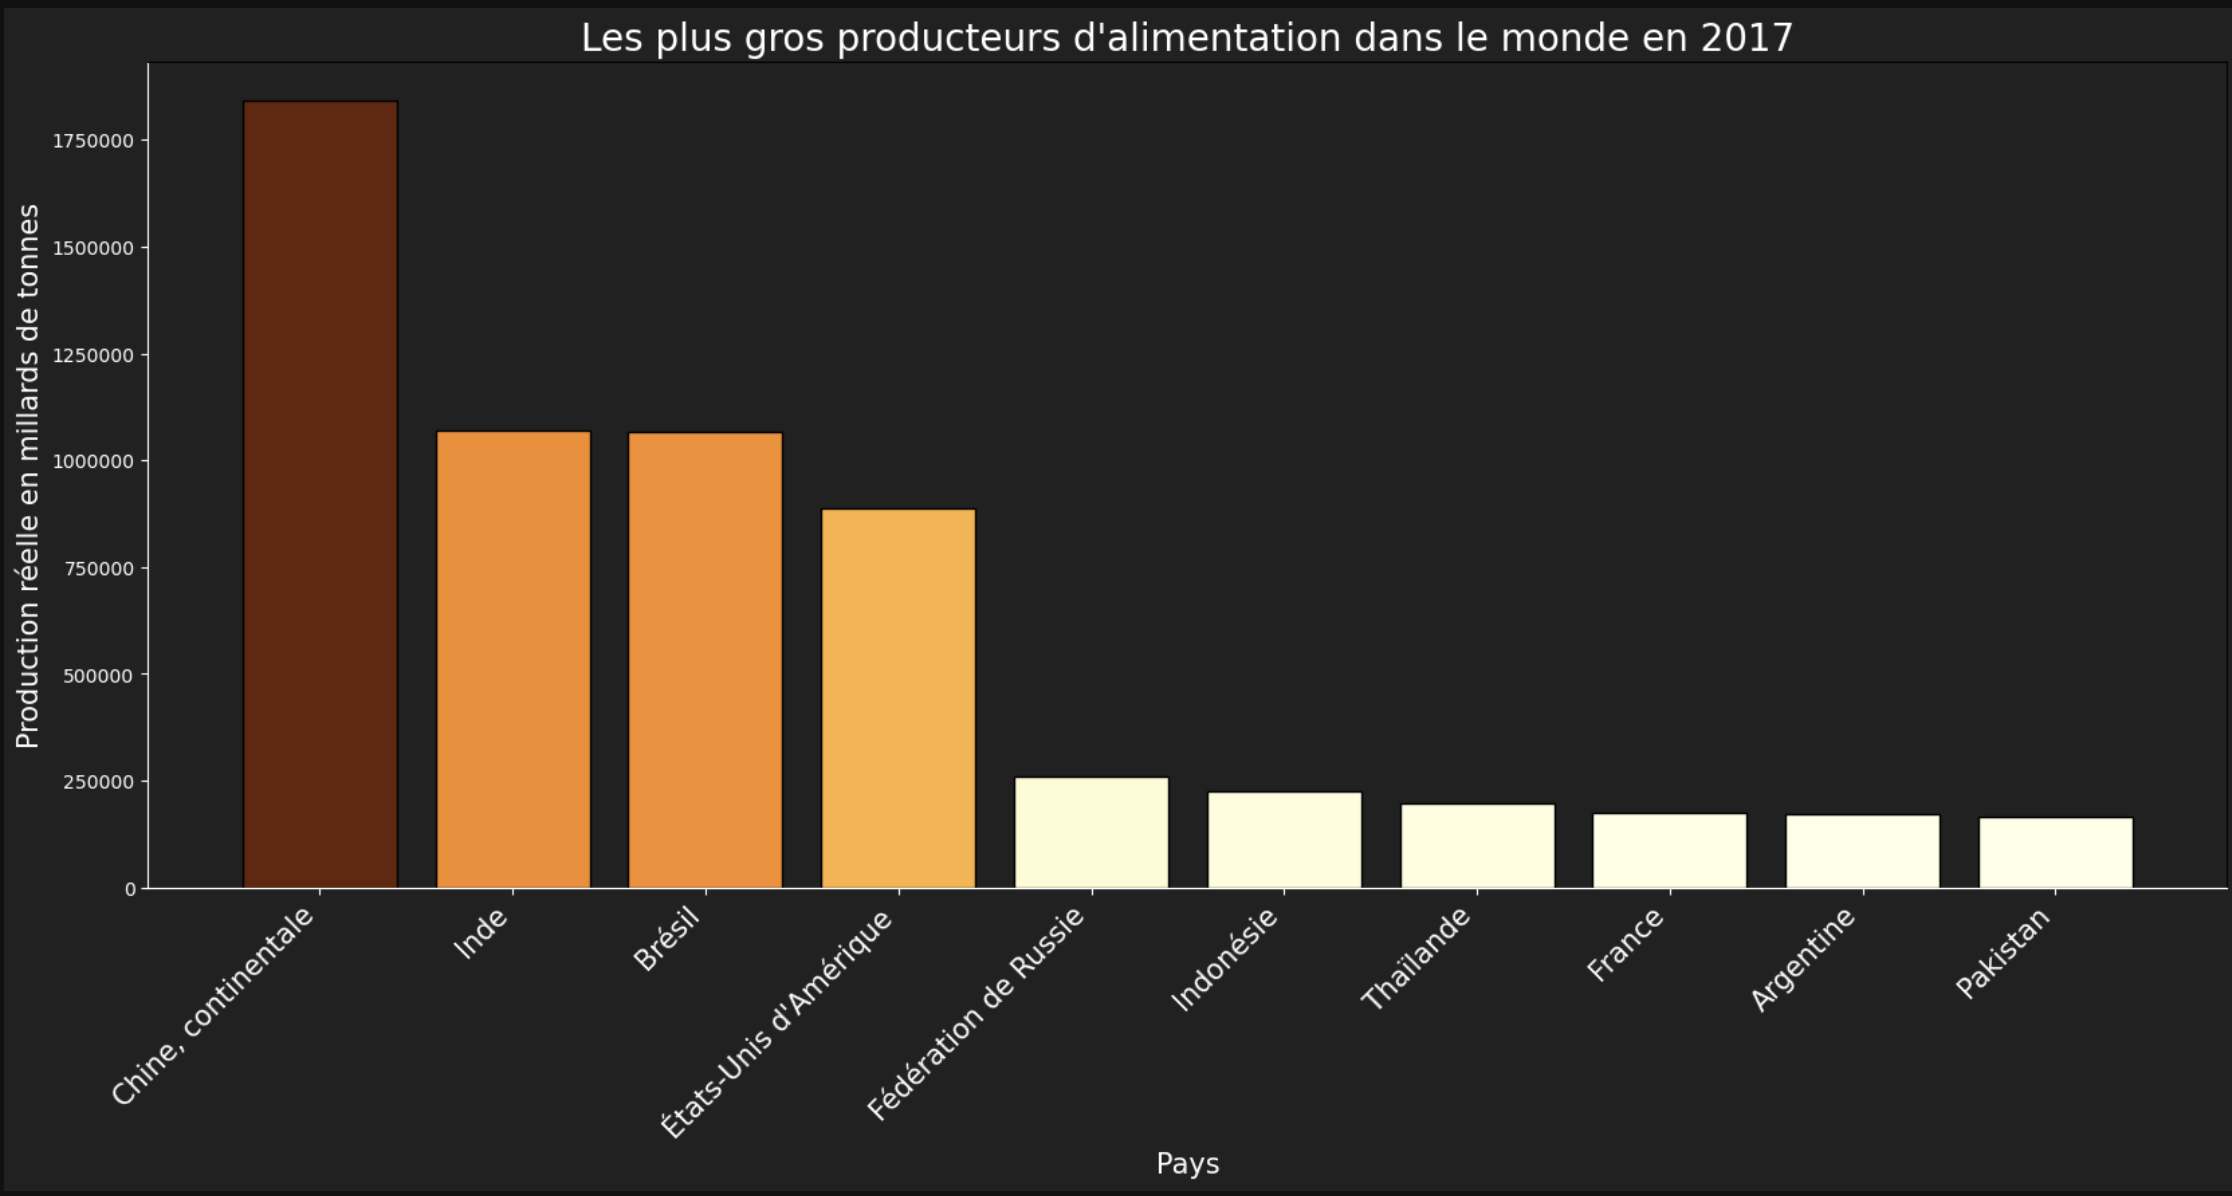 Les plus gros producteurs d'alimentation dans le monde en 2017
Production réelle en millards de tonnes
1750000
1500000
1250000
1000000
750000
500000
250000
0
Chine, continentale
Inde
Brésil
États-Unis d'Amérique
Fédération de Russie
Indonésie
Thaïlande
France
Argentine
Pakistan
Pays